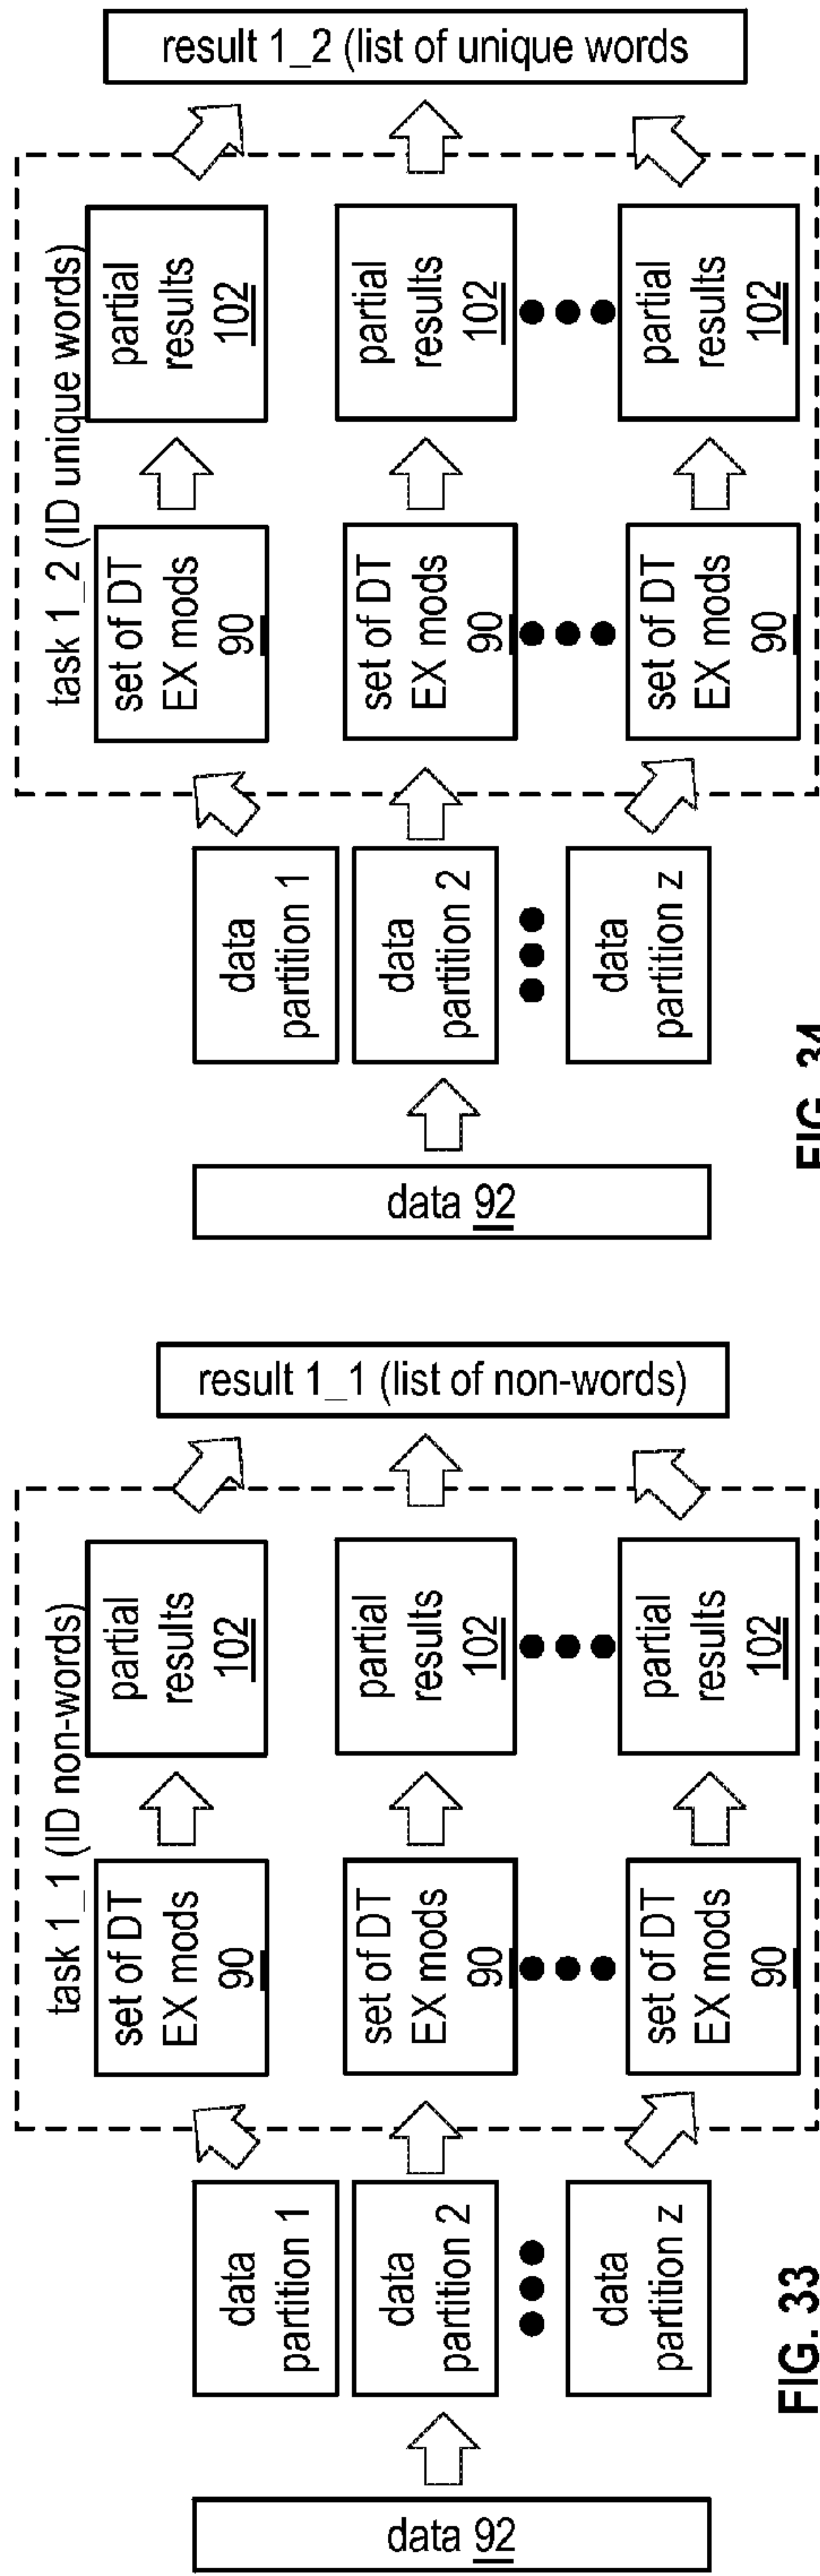 data 92
data
partition 1
data
partition 2
data
partition z
task 1_1 (ID non-words)
set of DT
EX mods
90
set of DT
EX mods
90
set of DT
EX mods
90
partial
results
102
partial
results
102
partial
results
102
result 1_1 (list of non-words)
FIG. 33
data 92
data
partition 1
data
partition 2
data
partition z
task 1_2 (ID unique words)
set of DT
EX mods
90
set of DT
EX mods
90
set of DT
EX mods
90
partial
results
102
partial
results
102
partial
results
102
result 1_2 (list of unique words
FIG. 34